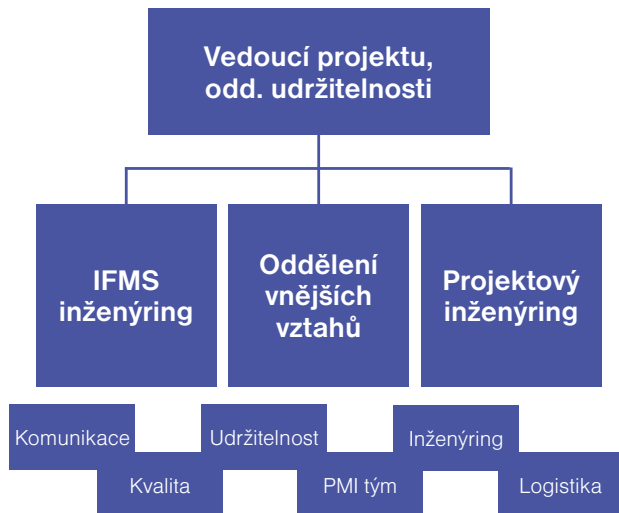 Vedoucí projektu,
odd. udržitelnosti
IFMS
inženýring
Oddělení
vnějších
vztahů
Projektový
inženýring
Komunikace
Udržitelnost
Inženýring
Kvalita
PMI tým
Logistika